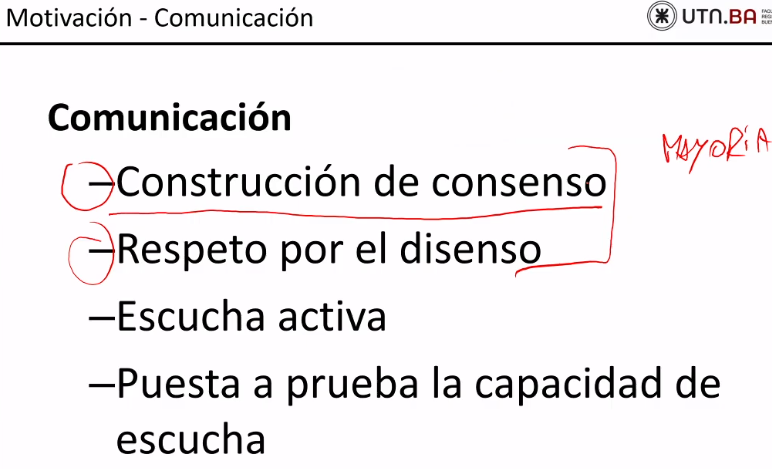 Motivación - Comunicación
UTN.BA
Comunicación
MAYORíA
–Construcción de consenso
–Respeto por el disenso
–Escucha activa
–Puesta a prueba la capacidad de
escucha